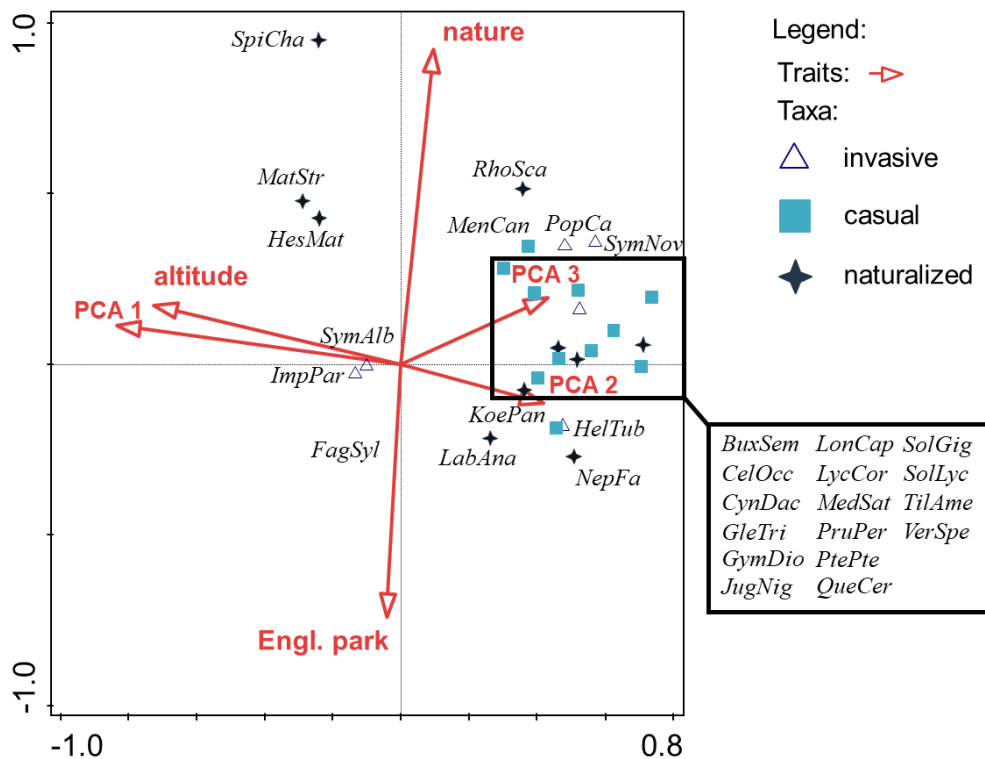 1.0
SpiCha
nature
Legend:
Traits:
Taxa:
invasive
casual
naturalized
MatStr
HesMat
RhoSca
MenCan
PopCa
SymNov
altitude
PCA 1
PCA 3
SymAlb
ImpPar
PCA 2
KoePan
HelTub
FagSyl
LabAna
NepFa
BuxSem LonCap SolGig
CelOcc LycCor SolLyc
CynDac MedSat TilAme
GleTri PruPer VerSpe
GymDio PtePte
JugNig QueCer
Engl. park
-1.0
-1.0
0.8